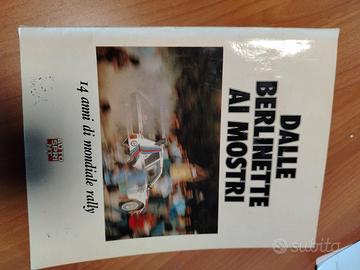 DALLE
BERLINETTE
AI MOSTRI
14 anni di mondiale rally
subito